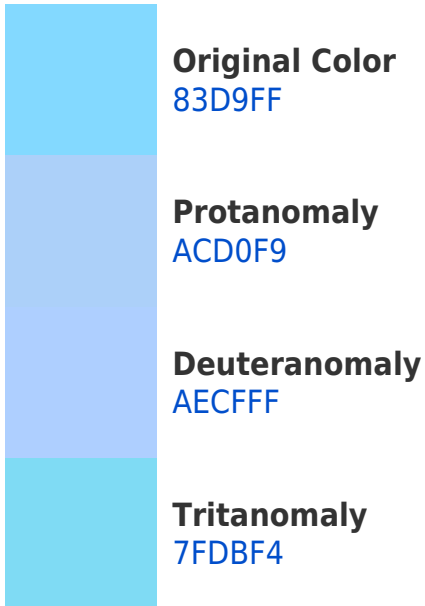 Original Color
83D9FF
Protanomaly
ACD0F9
Deuteranomaly
AECFFF
Tritanomaly
7FDBF4